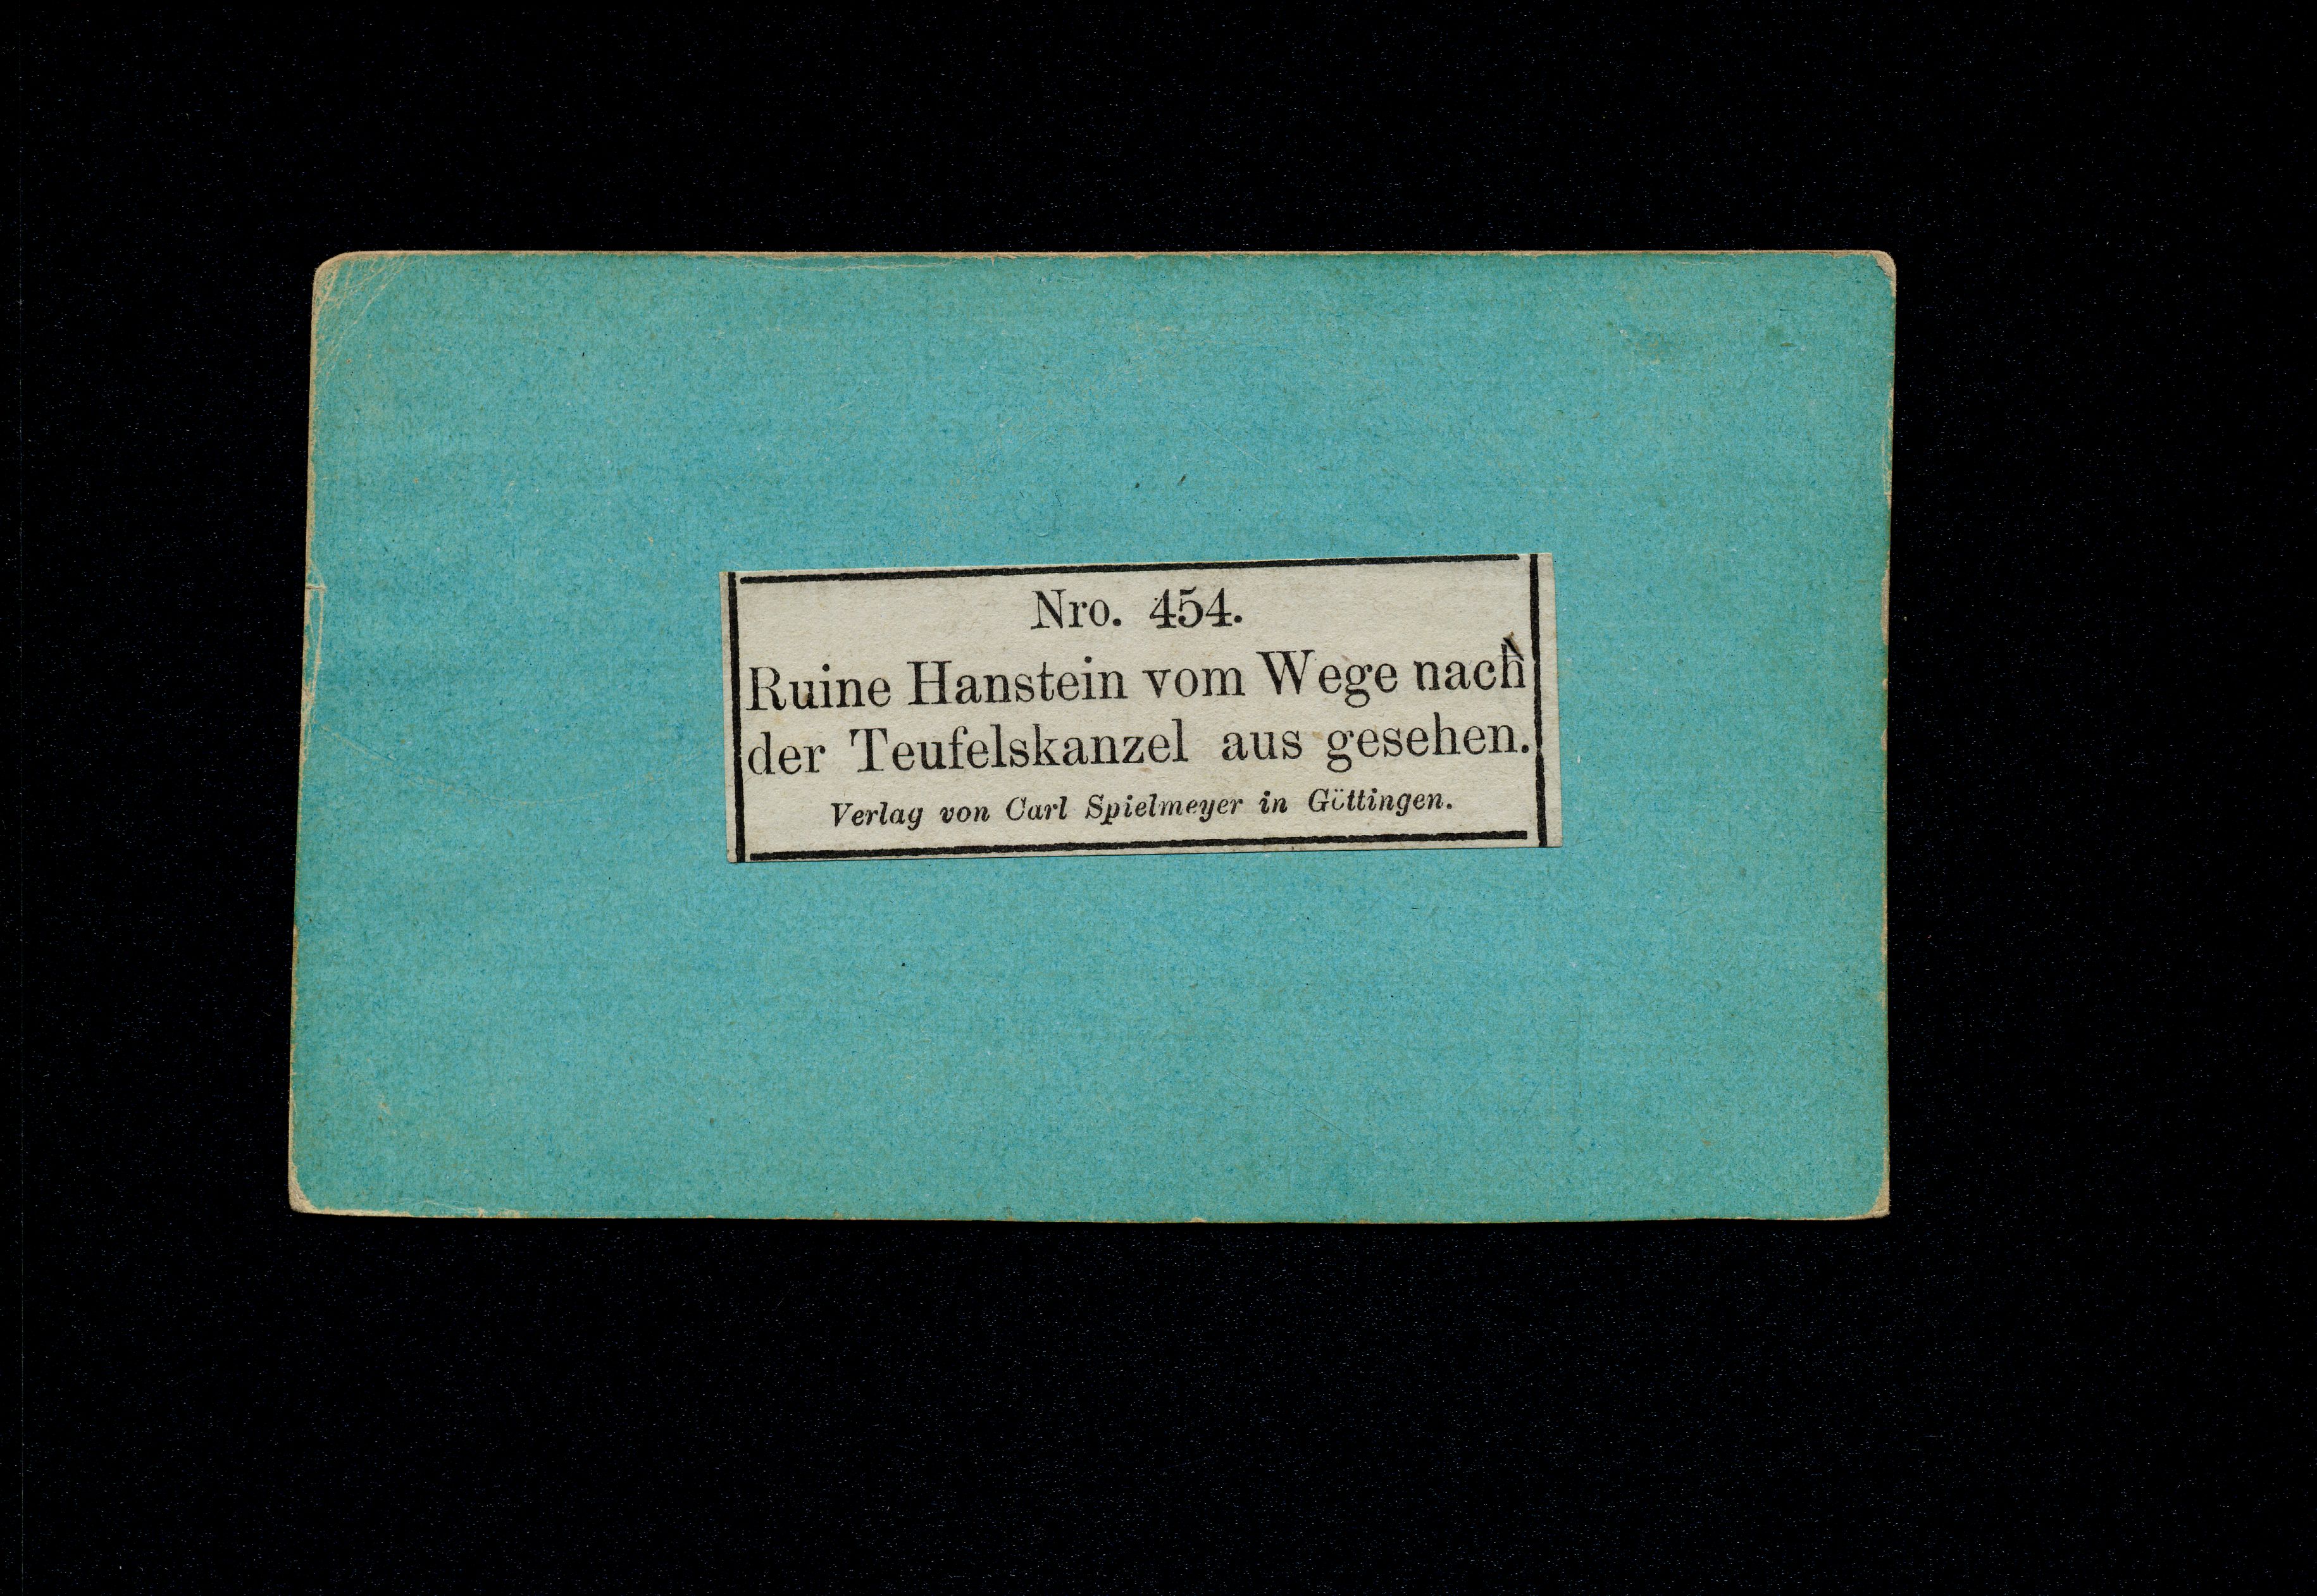 Nro. 454.
Ruine Hanstein vom Wege nach
der Teufelskanzel aus gesehen.
Verlag von Carl Spielmeyer in Göttingen.